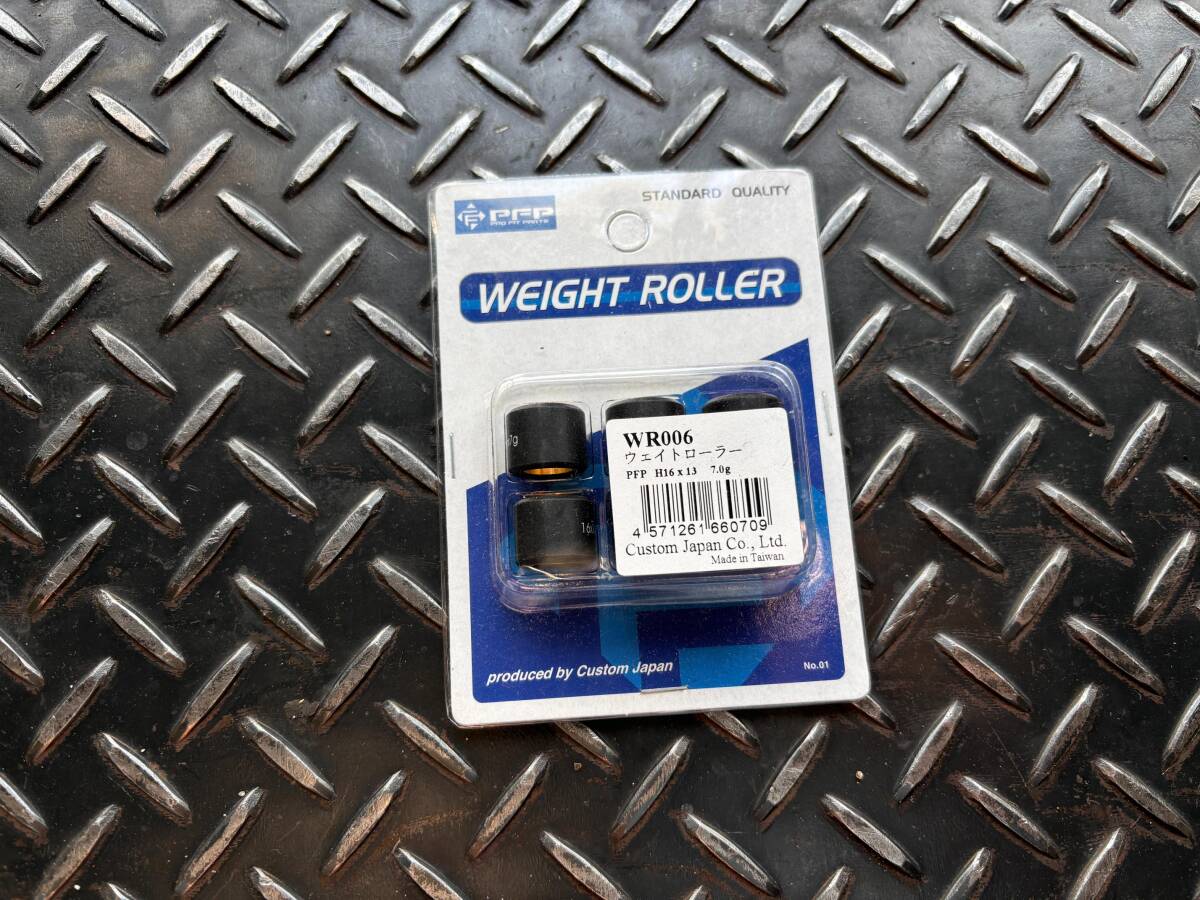 PFP
PRO FIT PARTS
STANDARD QUALITY
WEIGHT ROLLER
7g
16
WR006
ウェイトローラー
PFP H16 x 13 7.0g
4 571261 660709
Custom Japan Co., Ltd.
Made in Taiwan
produced by Custom Japan
No.01